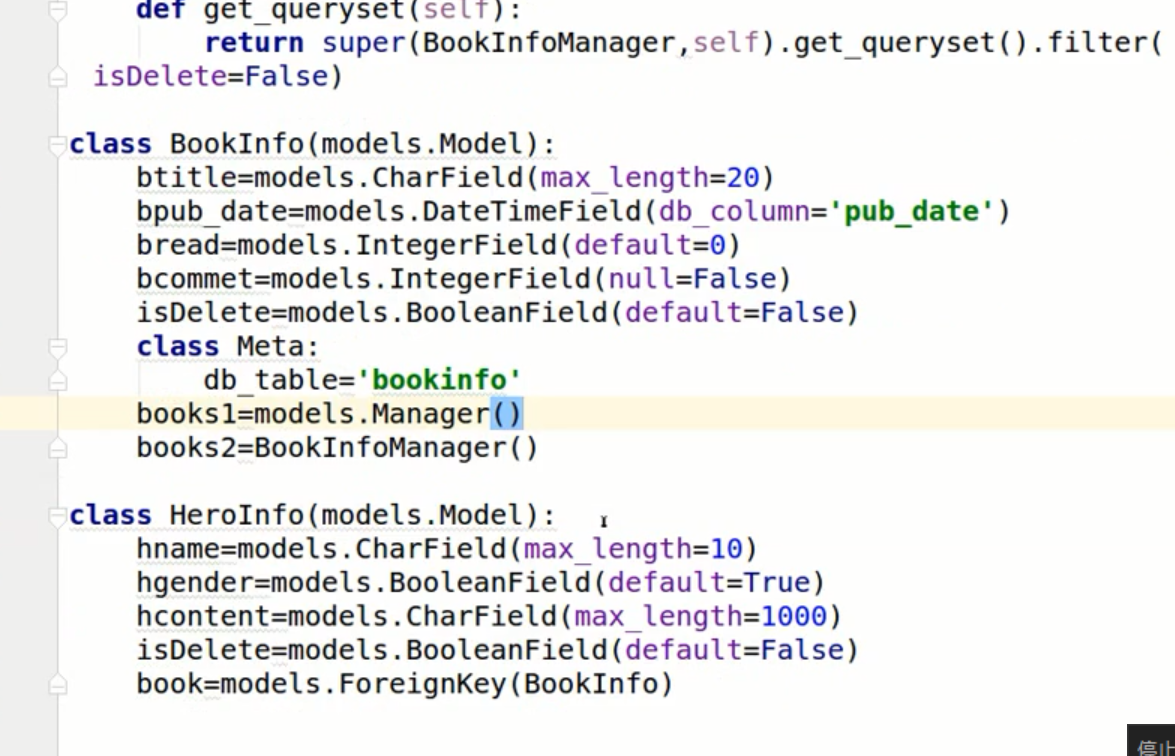 def get_queryset(self):
return super(BookInfoManager,self).get_queryset().filter(
isDelete=False)
class BookInfo(models.Model):
btitle=models.CharField(max_length=20)
bpub_date=models.DateTimeField(db_column='pub_date')
bread=models.IntegerField(default=0)
bcommet=models.IntegerField(null=False)
isDelete=models.BooleanField(default=False)
class Meta:
db_table='bookinfo'
books1=models.Manager()
books2=BookInfoManager()
class HeroInfo(models.Model):
hname=models.CharField(max_length=10)
hgender=models.BooleanField(default=True)
hcontent=models.CharField(max_length=1000)
isDelete=models.BooleanField(default=False)
book=models.ForeignKey(BookInfo)
停止